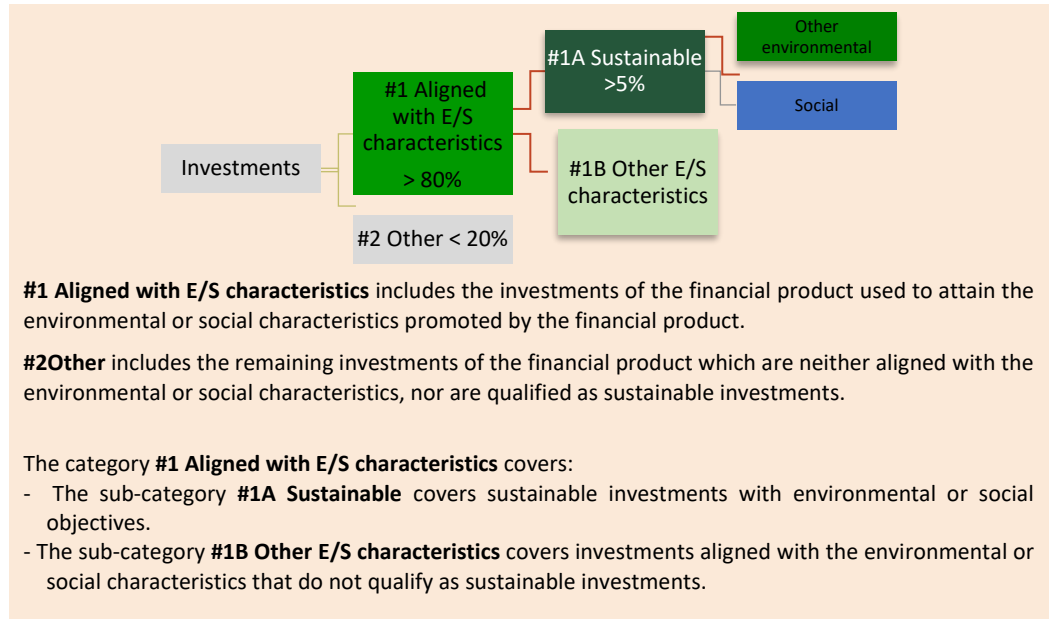 Other
environmental
#1A Sustainable
>5%
Social
#1 Aligned
with E/S
characteristics
> 80%
Investments
#1B Other E/S
characteristics
#2 Other < 20%
#1 Aligned with E/S characteristics includes the investments of the financial product used to attain the
environmental or social characteristics promoted by the financial product.
#2Other includes the remaining investments of the financial product which are neither aligned with the
environmental or social characteristics, nor are qualified as sustainable investments.
The category #1 Aligned with E/S characteristics covers:
- The sub-category #1A Sustainable covers sustainable investments with environmental or social
objectives.
- The sub-category #1B Other E/S characteristics covers investments aligned with the environmental or
social characteristics that do not qualify as sustainable investments.